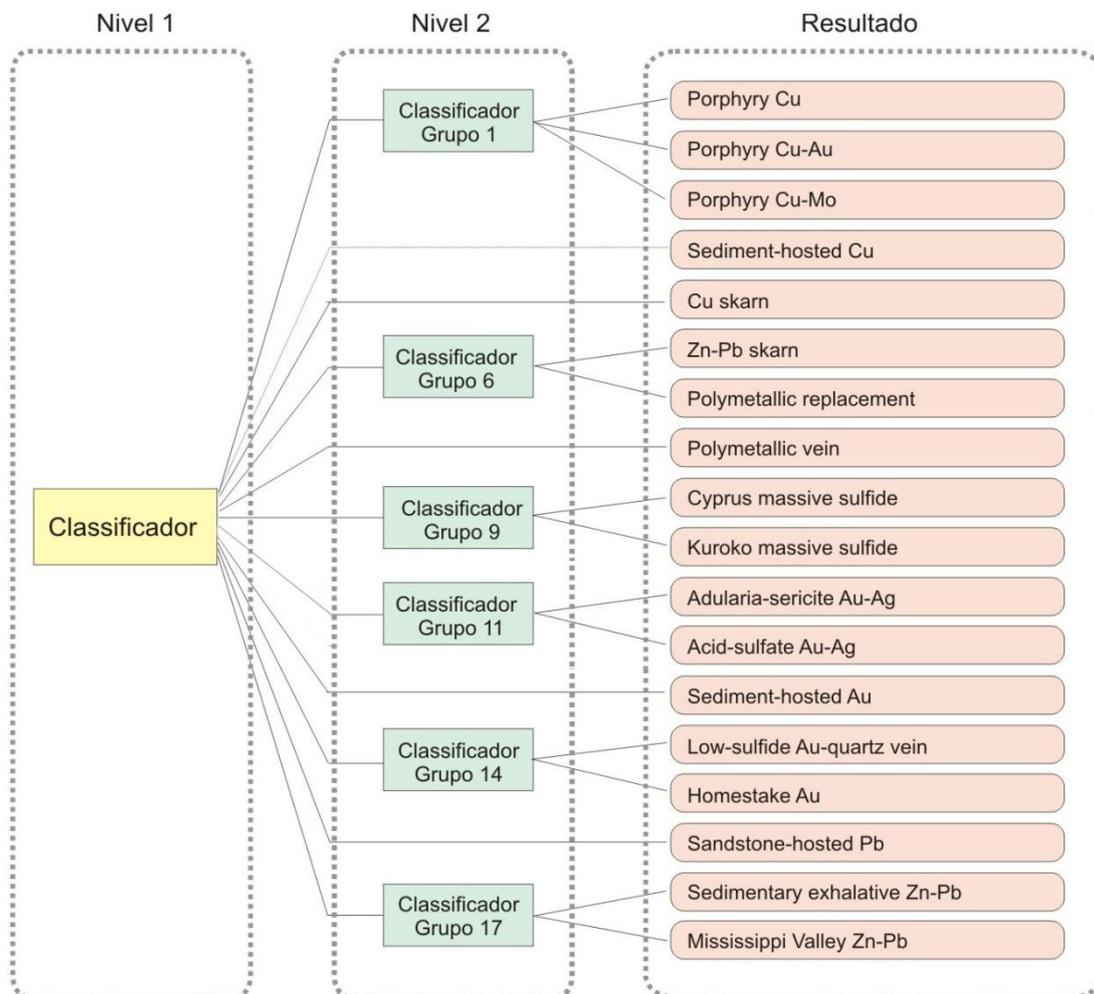 Nivel 1
Nivel 2
Resultado
Classificador
Classificador
Grupo 1
Classificador
Grupo 6
Classificador
Grupo 9
Classificador
Grupo 11
Classificador
Grupo 14
Classificador
Grupo 17
Porphyry Cu
Porphyry Cu-Au
Porphyry Cu-Mo
Sediment-hosted Cu
Cu skarn
Zn-Pb skarn
Polymetallic replacement
Polymetallic vein
Cyprus massive sulfide
Kuroko massive sulfide
Adularia-sericite Au-Ag
Acid-sulfate Au-Ag
Sediment-hosted Au
Low-sulfide Au-quartz vein
Homestake Au
Sandstone-hosted Pb
Sedimentary exhalative Zn-Pb
Mississippi Valley Zn-Pb